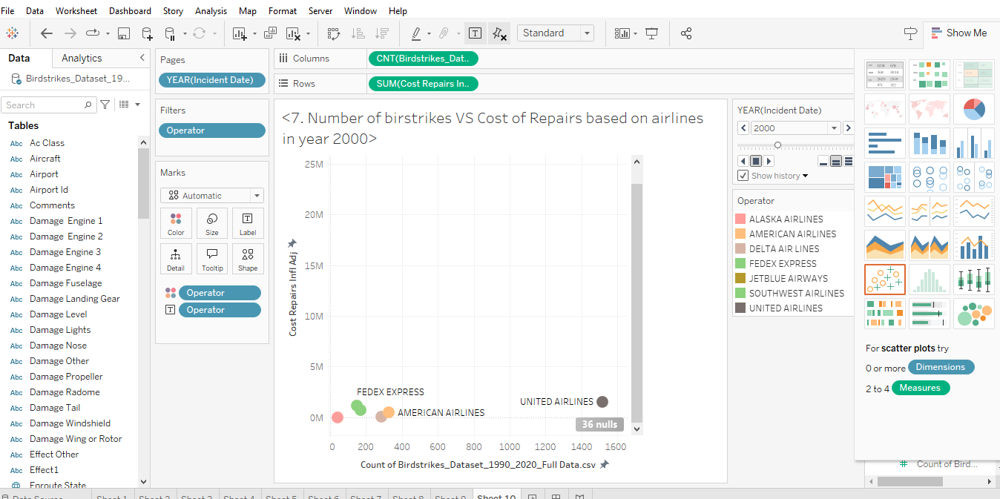 File Data Worksheet Dashboard Story Analysis Map Format Server Window Help
Standard
Show Me
Data Analytics
Birdstrikes_Dataset_19...
Search
Tables
Abc Ac Class
Abc Aircraft
Abc Airport
Abc Airport Id
Abc Comments
Abc Damage Engine 1
Abc Damage Engine 2
Abc Damage Engine 3
Abc Damage Engine 4
Abc Damage Fuselage
Abc Damage Landing Gear
Abc Damage Level
Abc Damage Lights
Abc Damage Nose
Abc Damage Other
Abc Damage Propeller
Abc Damage Radome
Abc Damage Tail
Abc Damage Windshield
Abc Damage Wing or Rotor
Abc Effect Other
Abc Effect1
Enroute State
Pages
YEAR(Incident Date)
Filters
Operator
Marks
Automatic
Color Size Label
Detail Tooltip Shape
Operator
Operator
Columns CNT(Birdstrikes_Dat..
Rows SUM(Cost Repairs In..
<7. Number of birstrikes VS Cost of Repairs based on airlines
in year 2000>
Cost Repairs Infl Adj
25M
20M
15M
10M
5M
0M
FEDEX EXPRESS
AMERICAN AIRLINES
UNITED AIRLINES
36 nulls
0 200 400 600 800 1000 1200 1400 1600
Count of Birdstrikes_Dataset_1990_2020_Full Data.csv
YEAR(Incident Date)
2000
Show history
Operator
ALASKA AIRLINES
AMERICAN AIRLINES
DELTA AIR LINES
FEDEX EXPRESS
JETBLUE AIRWAYS
SOUTHWEST AIRLINES
UNITED AIRLINES
For scatter plots try
0 or more Dimensions
2 to 4 Measures
Count of Bird...
Data Source Sheet 1 Sheet 2 Sheet 3 Sheet 4 Sheet 5 Sheet 6 Sheet 7 Sheet 8 Sheet 9 Sheet 10